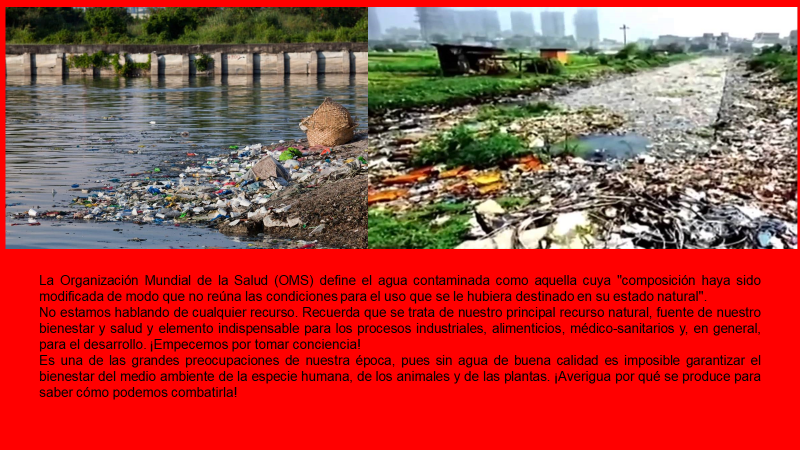 La Organización Mundial de la Salud (OMS) define el agua contaminada como aquella cuya "composición haya sido
modificada de modo que no reúna las condiciones para el uso que se le hubiera destinado en su estado natural".
No estamos hablando de cualquier recurso. Recuerda que se trata de nuestro principal recurso natural, fuente de nuestro
bienestar y salud y elemento indispensable para los procesos industriales, alimenticios, médico-sanitarios y, en general,
para el desarrollo. ¡Empecemos por tomar conciencia!
Es una de las grandes preocupaciones de nuestra época, pues sin agua de buena calidad es imposible garantizar el
bienestar del medio ambiente de la especie humana, de los animales y de las plantas. ¡Averigua por qué se produce para
saber cómo podemos combatirla!